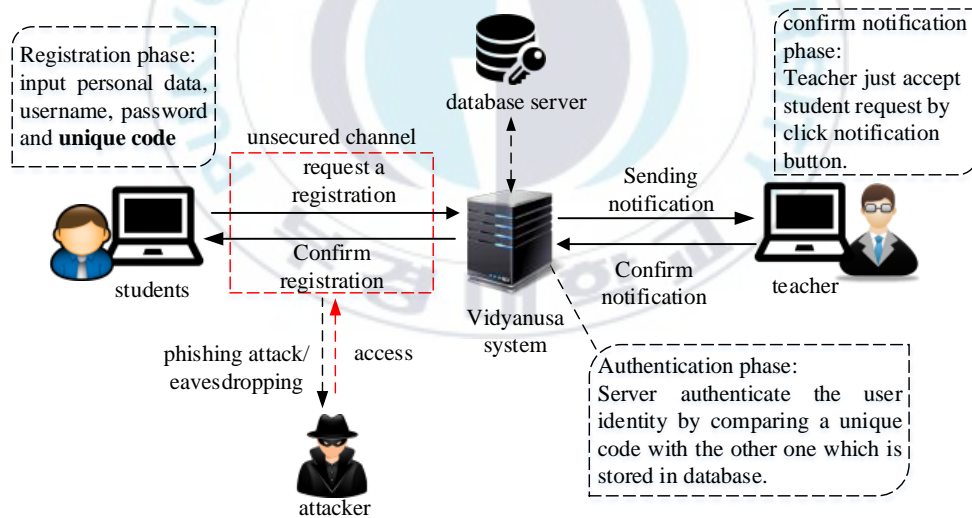 Registration phase:
input personal data,
username, password
and unique code
database server
confirm notification
phase:
Teacher just accept
student request by
click notification
button.
unsecured channel
request a
registration
Sending
notification
Confirm
registration
Confirm
notification
students
teacher
Vidyanusa
system
phishing attack/
eavesdropping
access
Authentication phase:
Server authenticate the user
identity by comparing a unique
code with the other one which is
stored in database.
attacker